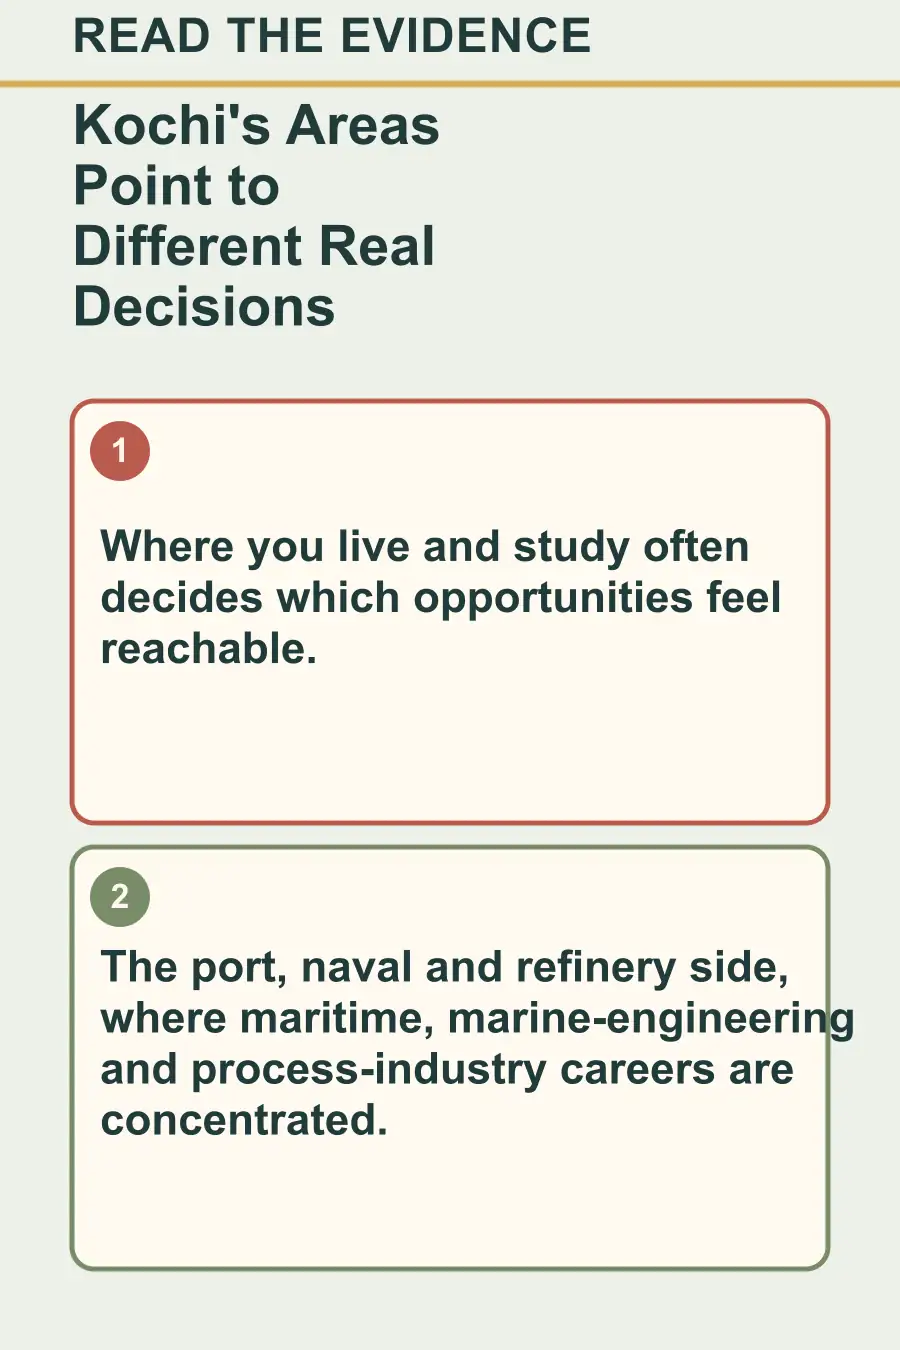 READ THE EVIDENCE
Kochi's Areas
Point to
Different Real
Decisions
1
Where you live and study often
decides which opportunities feel
reachable.
2
The port, naval and refinery side,
where maritime, marine-engineering
and process-industry careers are
concentrated.